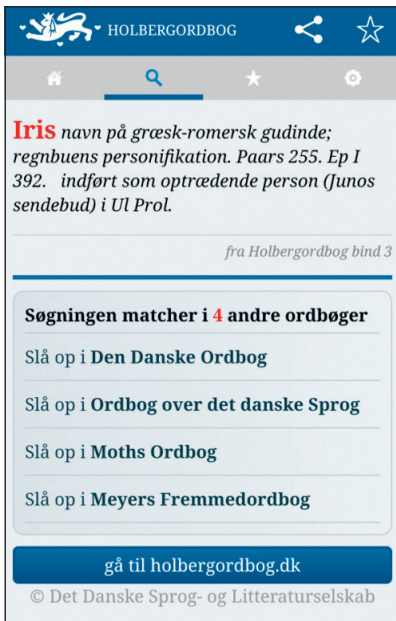 HOLBERGORDBOG
Iris navn på græsk-romersk gudinde;
regnbuens personifikation. Paars 255. Ep I
392. indført som optrædende person (Junos
sendebud) i Ul Prol.
fra Holbergordbog bind 3
Søgningen matcher i 4 andre ordbøger
Slå op i Den Danske Ordbog
Slå op i Ordbog over det danske Sprog
Slå op i Moths Ordbog
Slå op i Meyers Fremmedordbog
gå til holbergordbog.dk
© Det Danske Sprog- og Litteraturselskab